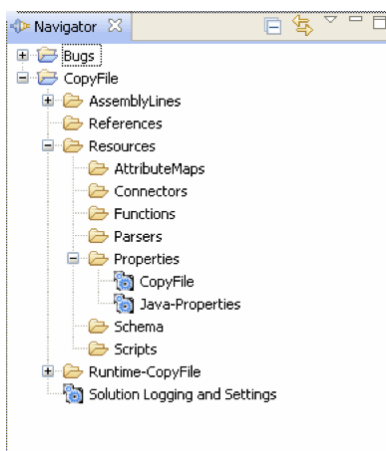 Navigator
Bugs
CopyFile
AssemblyLines
References
Resources
AttributeMaps
Connectors
Functions
Parsers
Properties
CopyFile
Java-Properties
Schema
Scripts
Runtime-CopyFile
Solution Logging and Settings